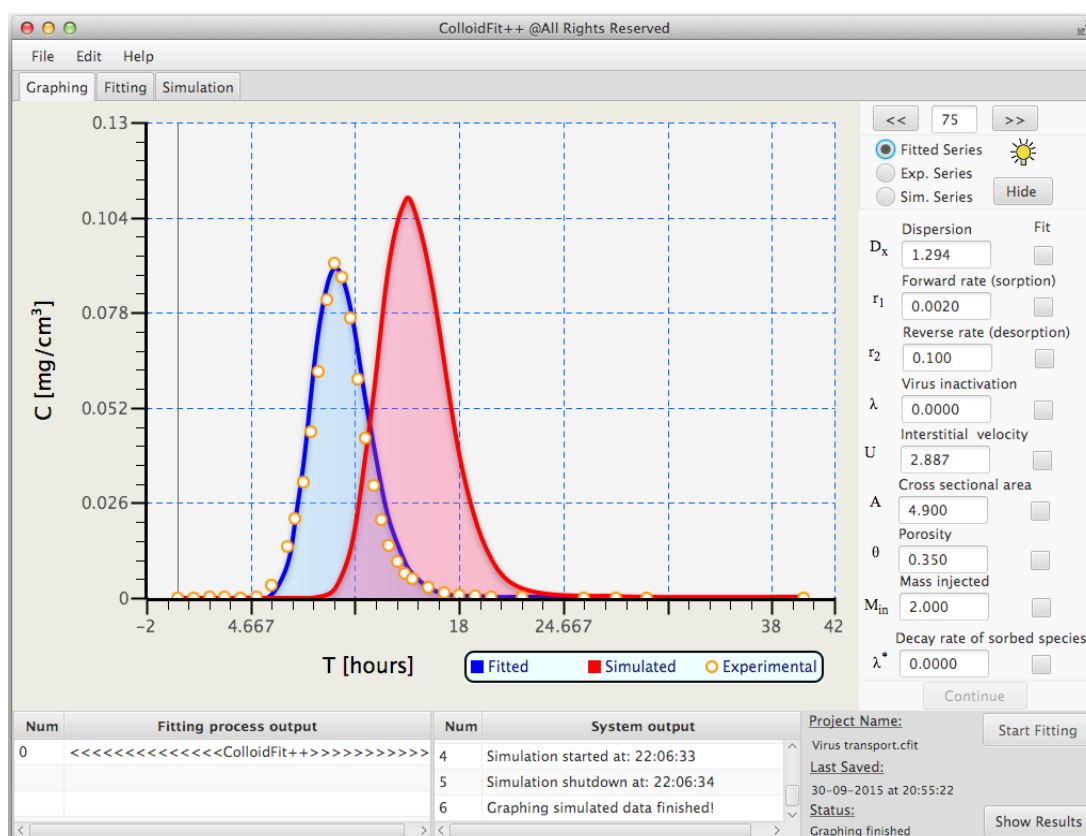 ColloidFit++ @All Rights Reserved
File Edit Help
Graphing Fitting Simulation
<< 75 >>
Fitted Series
Exp. Series
Sim. Series
Hide
Dispersion Fit
Dx 1.294
Forward rate (sorption)
r1 0.0020
Reverse rate (desorption)
r2 0.100
Virus inactivation
λ 0.0000
Interstitial velocity
U 2.887
Cross sectional area
A 4.900
Porosity
θ 0.350
Mass injected
Min 2.000
Decay rate of sorbed species
λ* 0.0000
Continue
0.13
0.104
0.078
0.052
0.026
0
C [mg/cm³]
-2 4.667 18 24.667 38 42
T [hours]
Fitted Simulated Experimental
Num Fitting process output
0 <<<<<<<<<<<<<<ColloidFit++>>>>>>>>>>>
Num System output
4 Simulation started at: 22:06:33
5 Simulation shutdown at: 22:06:34
6 Graphing simulated data finished!
Project Name:
Virus transport.cfit
Last Saved:
30-09-2015 at 20:55:22
Status:
Graphing finished
Start Fitting
Show Results